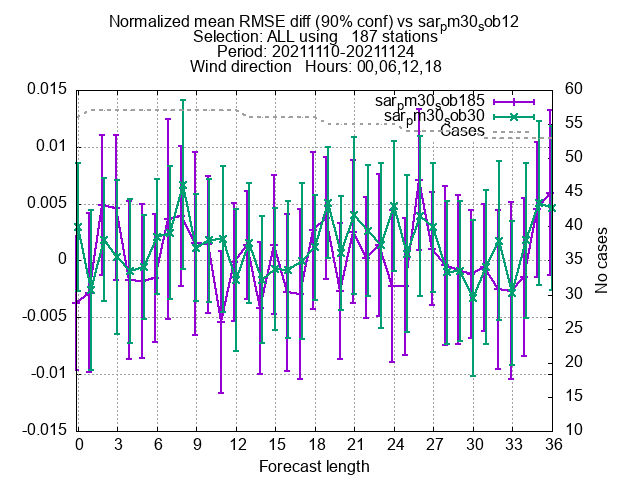 Normalized mean RMSE diff (90% conf) vs sarpm30sob12
Selection: ALL using   187 stations
Period: 20211110-20211124
Wind direction   Hours: 00,06,12,18
sarpm30sob185
sarpm30sob30
Cases
0.015
0.01
0.005
0
-0.005
-0.01
-0.015
60
55
50
45
40
35
30
25
20
15
10
No cases
0 3 6 9 12 15 18 21 24 27 30 33 36
Forecast length